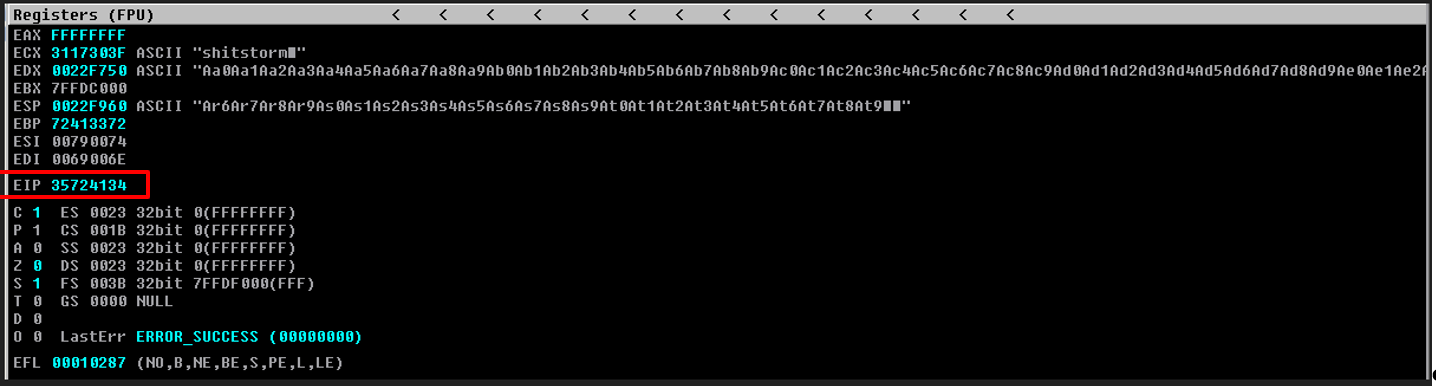 Registers (FPU) < < < < < < < < < < < < < <
EAX FFFFFFFF
ECX 3117303F ASCII "shitstorm■"
EDX 0022F750 ASCII "Aa0Aa1Aa2Aa3Aa4Aa5Aa6Aa7Aa8Aa9Ab0Ab1Ab2Ab3Ab4Ab5Ab6Ab7Ab8Ab9Ac0Ac1Ac2Ac3Ac4Ac5Ac6Ac7Ac8Ac9Ad0Ad1Ad2Ad3Ad4Ad5Ad6Ad7Ad8Ad9Ae0Ae1Ae2A
EBX 7FFDC000
ESP 0022F960 ASCII "Ar6Ar7Ar8Ar9As0As1As2As3As4As5As6As7As8As9At0At1At2At3At4At5At6At7At8At9■■"
EBP 72413372
ESI 00790074
EDI 0069006E
EIP 35724134
C 1 ES 0023 32bit 0(FFFFFFFF)
P 1 CS 001B 32bit 0(FFFFFFFF)
A 0 SS 0023 32bit 0(FFFFFFFF)
Z 0 DS 0023 32bit 0(FFFFFFFF)
S 1 FS 003B 32bit 7FFDF000(FFF)
T 0 GS 0000 NULL
D 0
O 0 LastErr ERROR_SUCCESS (00000000)
EFL 00010287 (NO,B,NE,BE,S,PE,L,LE)